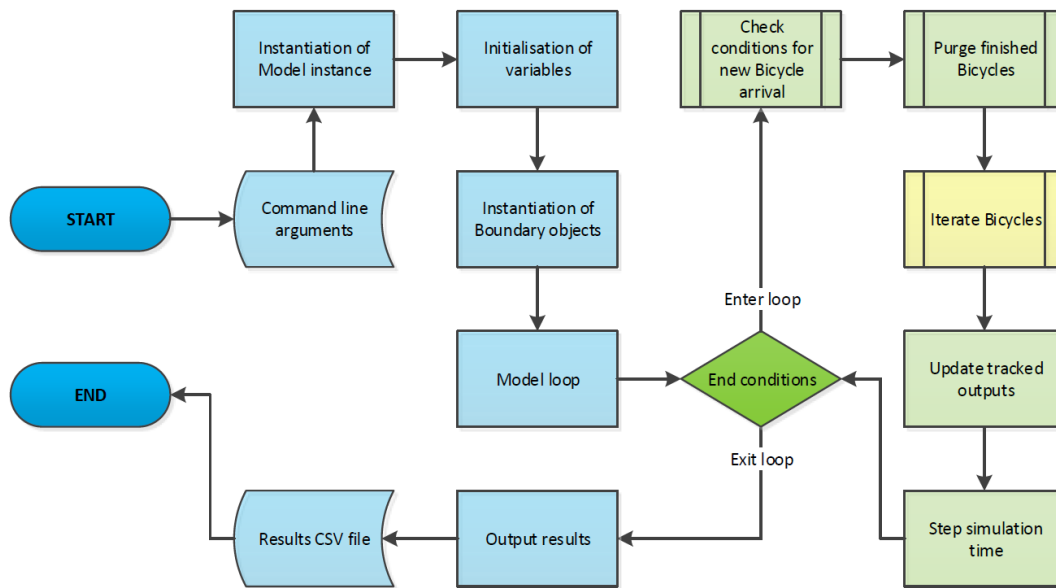 START
Command line
arguments
Instantiation of
Model instance
Initialisation of
variables
Instantiation of
Boundary objects
Model loop
End conditions
Enter loop
Check
conditions for
new Bicycle
arrival
Purge finished
Bicycles
Iterate Bicycles
Update tracked
outputs
Step simulation
time
Exit loop
Output results
Results CSV file
END